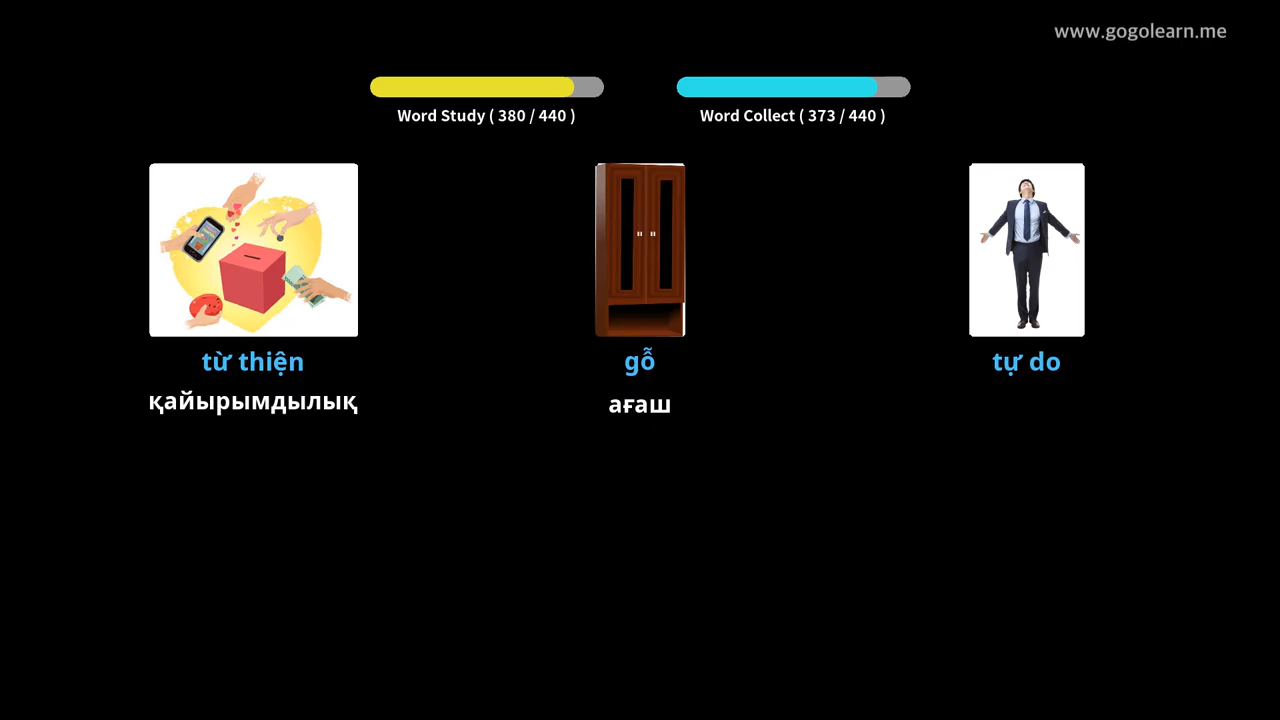 www.gogolearn.me
Word Study ( 380 / 440 )
Word Collect ( 373 / 440 )
từ thiện
қайырымдылық
gỗ
ағаш
tự do